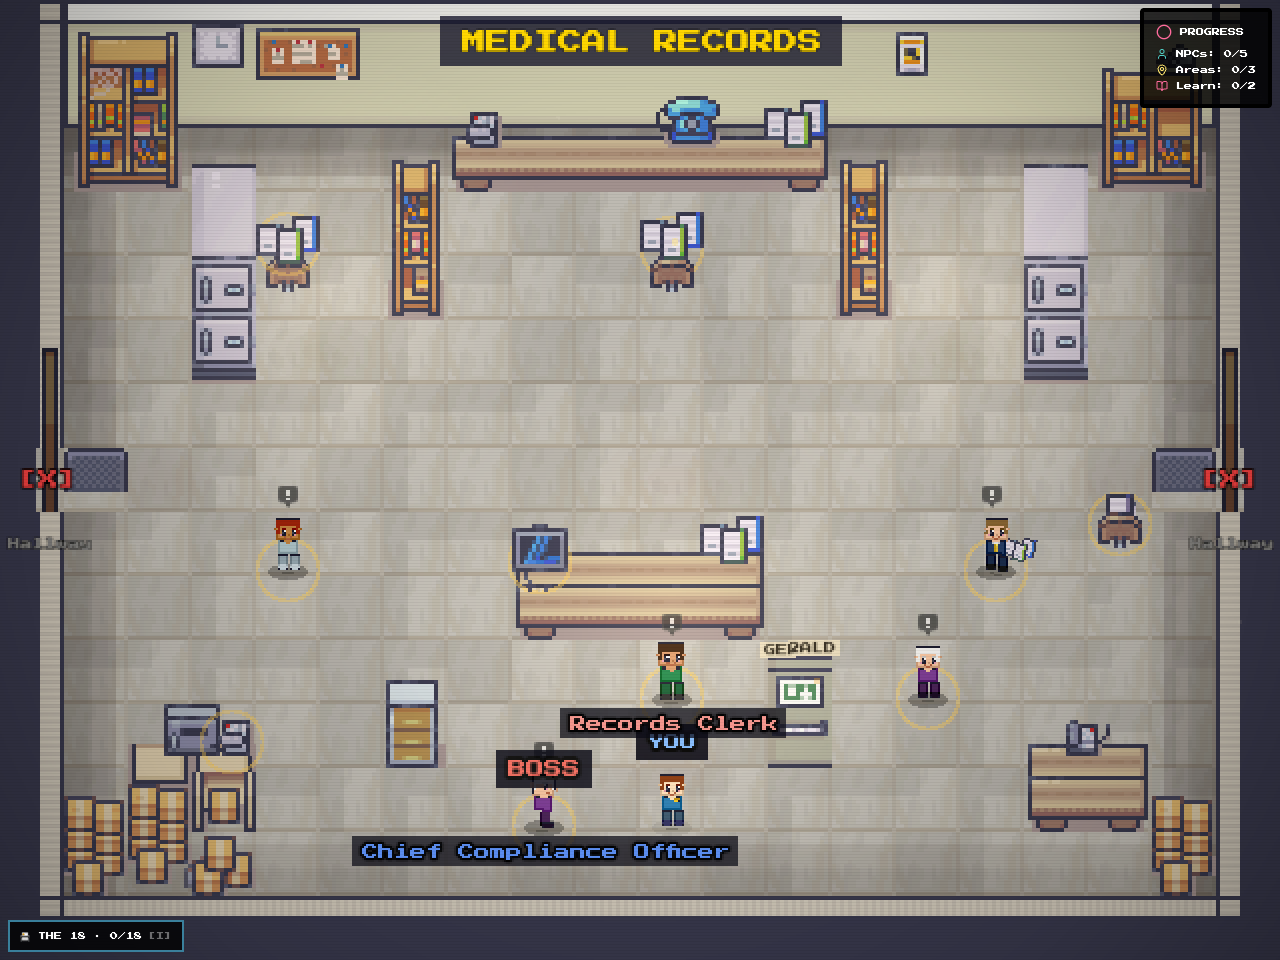 MEDICAL RECORDS
PROGRESS
NPCs: 0/5
Areas: 0/3
Learn: 0/2
[X]
[X]
Hallway
Hallway
!
!
!
!
GERALD
Records Clerk
YOU
BOSS
Chief Compliance Officer
THE 18 · 0/18 [I]